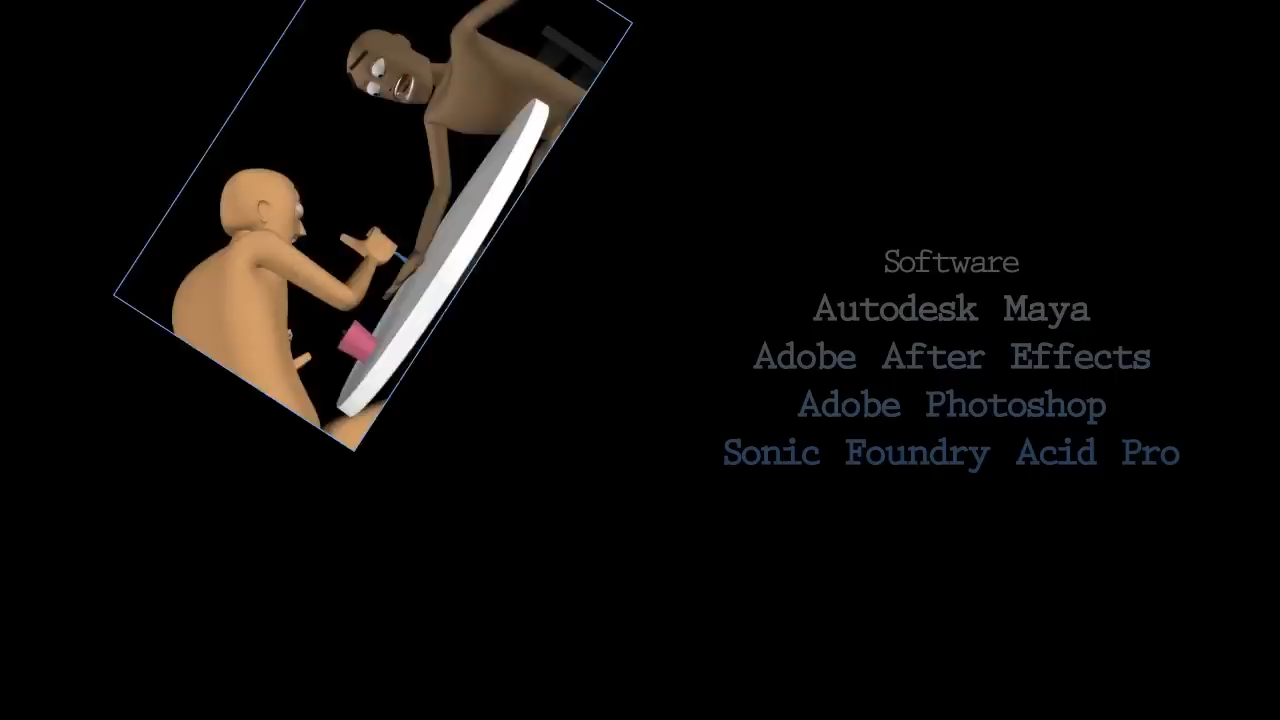 Software
Autodesk Maya
Adobe After Effects
Adobe Photoshop
Sonic Foundry Acid Pro